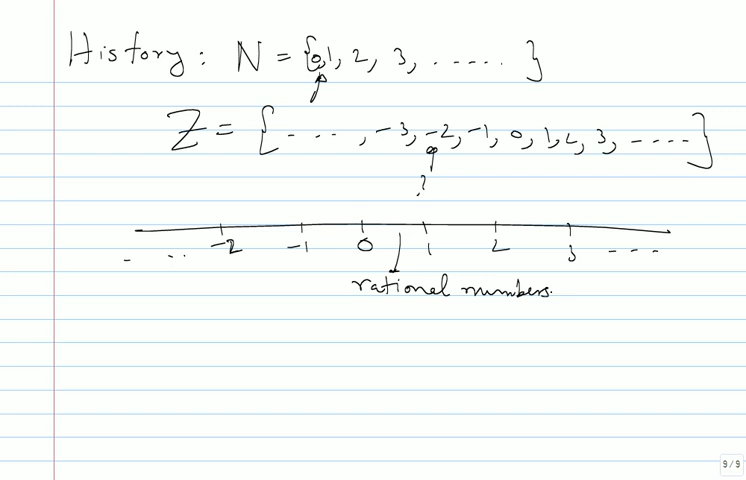 History: N = {0,1, 2, 3, ...... }
Z = { ...., -3, -2, -1, 0, 1, 2, 3, ..... }
?
.... -2 -1 0 1 2 3 ....
rational numbers.
9/9